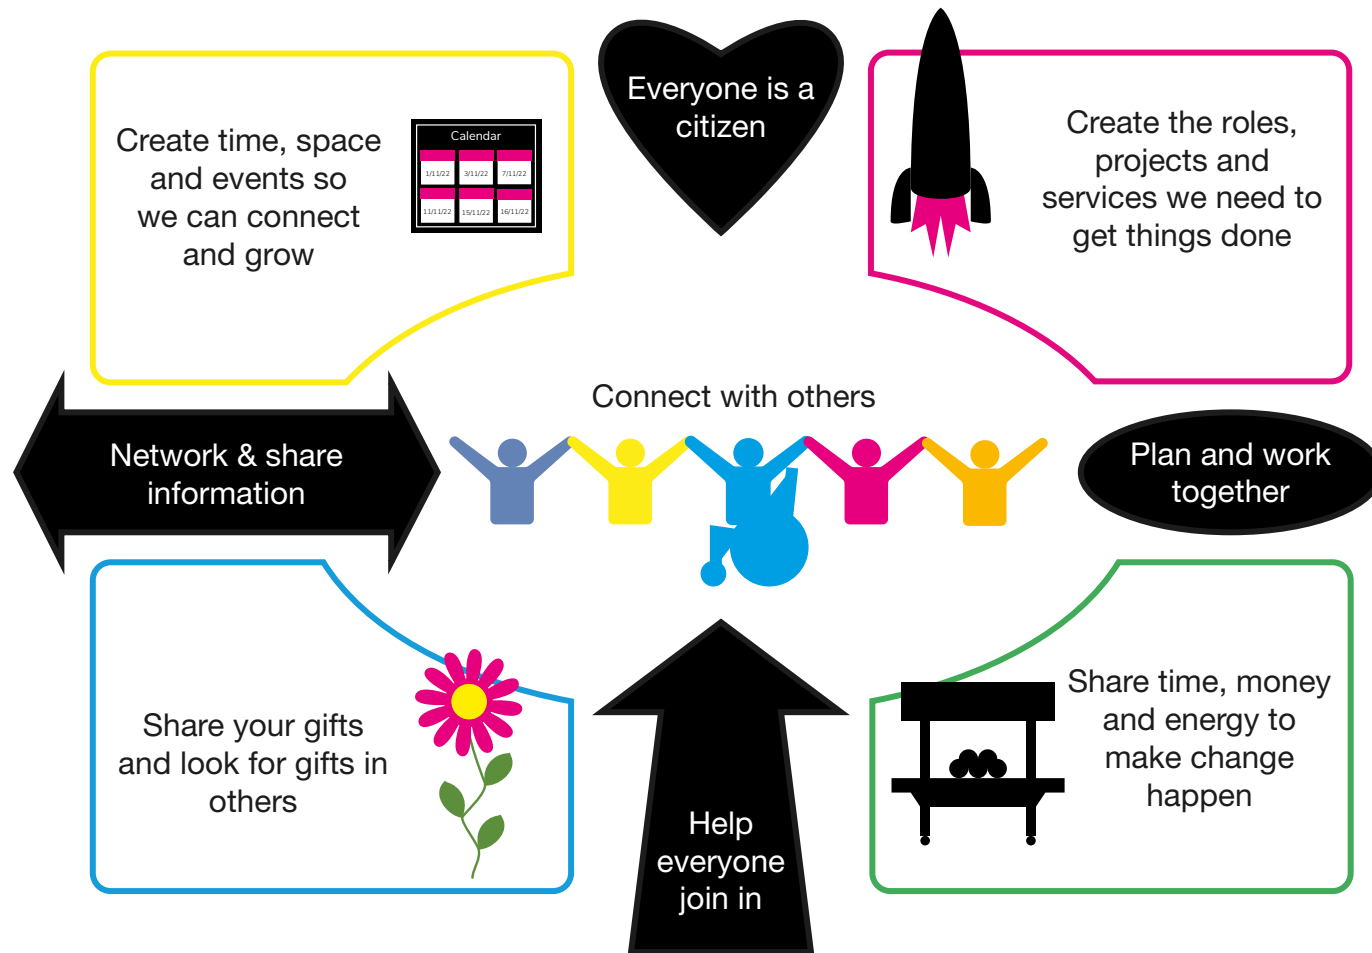 Everyone is a
citizen
Create time, space
and events so
we can connect
and grow
Calendar
1/11/22 3/11/22 7/11/22
11/11/22 15/11/22 16/11/22
Create the roles,
projects and
services we need to
get things done
Connect with others
Network & share
information
Plan and work
together
Share your gifts
and look for gifts in
others
Help
everyone
join in
Share time, money
and energy to
make change
happen